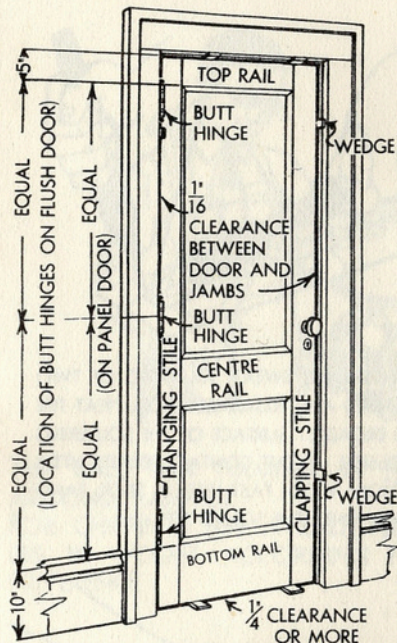 5"
TOP RAIL
BUTT
HINGE
WEDGE
EQUAL
(LOCATION OF BUTT HINGES ON FLUSH DOOR)
EQUAL
(ON PANEL DOOR)
1"
16
CLEARANCE
BETWEEN
DOOR AND
JAMBS
BUTT
HINGE
HANGING STILE
CENTRE
RAIL
CLAPPING STILE
EQUAL
EQUAL
BUTT
HINGE
WEDGE
BOTTOM RAIL
10"
1"
4 CLEARANCE
OR MORE